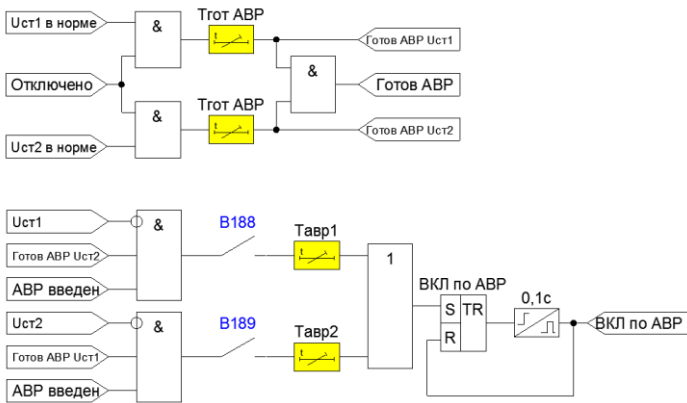 Uст1 в норме
&
Тгот АВР
t
Готов АВР Uст1
Отключено
&
Готов АВР
&
Тгот АВР
t
Готов АВР Uст2
Uст2 в норме
Uст1
&
В188
Тавр1
t
Готов АВР Uст2
АВР введен
1
ВКЛ по АВР
S TR
R
0,1с
ВКЛ по АВР
Uст2
&
В189
Тавр2
t
Готов АВР Uст1
АВР введен